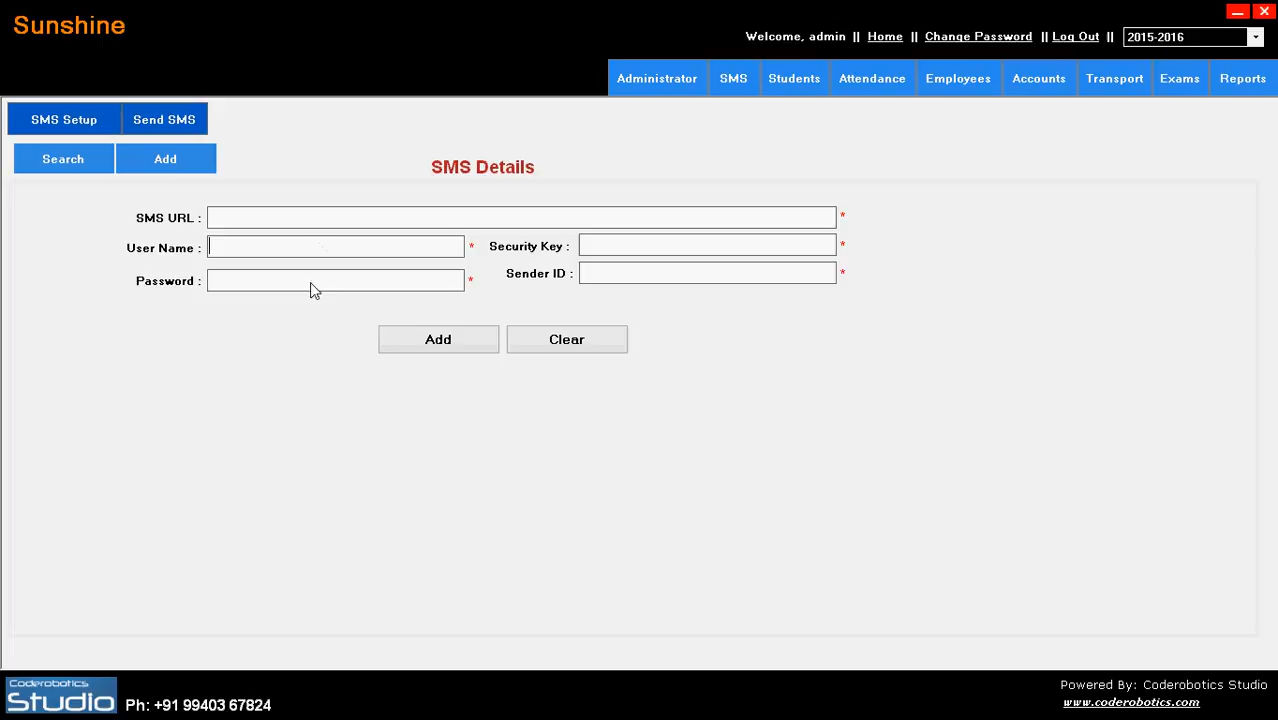 Sunshine
Welcome, admin || Home || Change Password || Log Out || 2015-2016
Administrator SMS Students Attendance Employees Accounts Transport Exams Reports
SMS Setup Send SMS
Search Add
SMS Details
SMS URL : *
User Name : * Security Key : *
Password : * Sender ID : *
Add Clear
Coderobotics Studio Ph: +91 99403 67824
Powered By: Coderobotics Studio
www.coderobotics.com